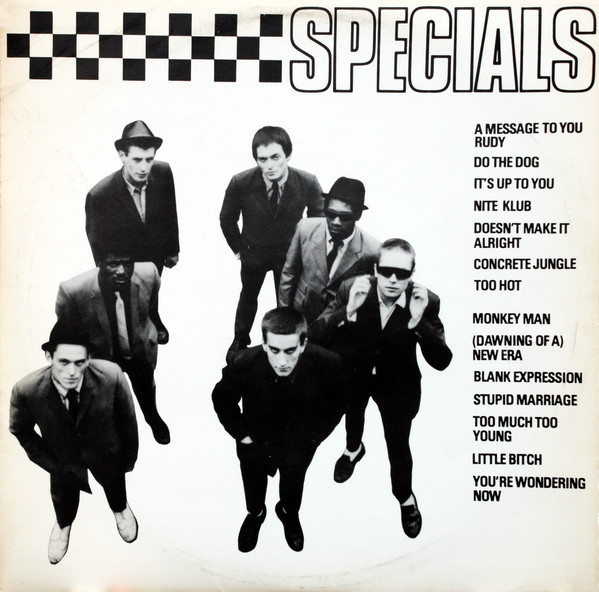 SPECIALS
A MESSAGE TO YOU
RUDY
DO THE DOG
IT'S UP TO YOU
NITE KLUB
DOESN'T MAKE IT
ALRIGHT
CONCRETE JUNGLE
TOO HOT
MONKEY MAN
(DAWNING OF A)
NEW ERA
BLANK EXPRESSION
STUPID MARRIAGE
TOO MUCH TOO
YOUNG
LITTLE BITCH
YOU'RE WONDERING
NOW